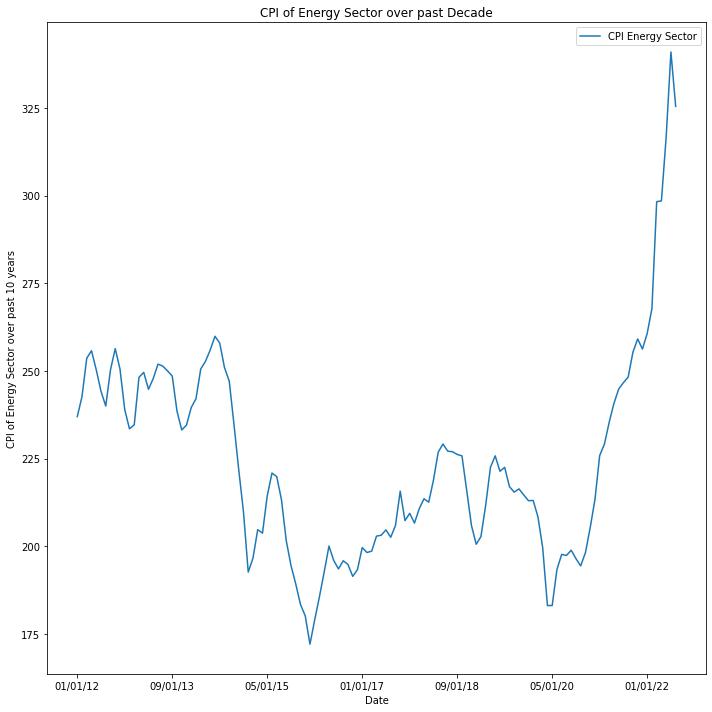 CPI of Energy Sector over past Decade
CPI Energy Sector
325
300
275
250
225
200
175
CPI of Energy Sector over past 10 years
01/01/12 09/01/13 05/01/15 01/01/17 09/01/18 05/01/20 01/01/22
Date